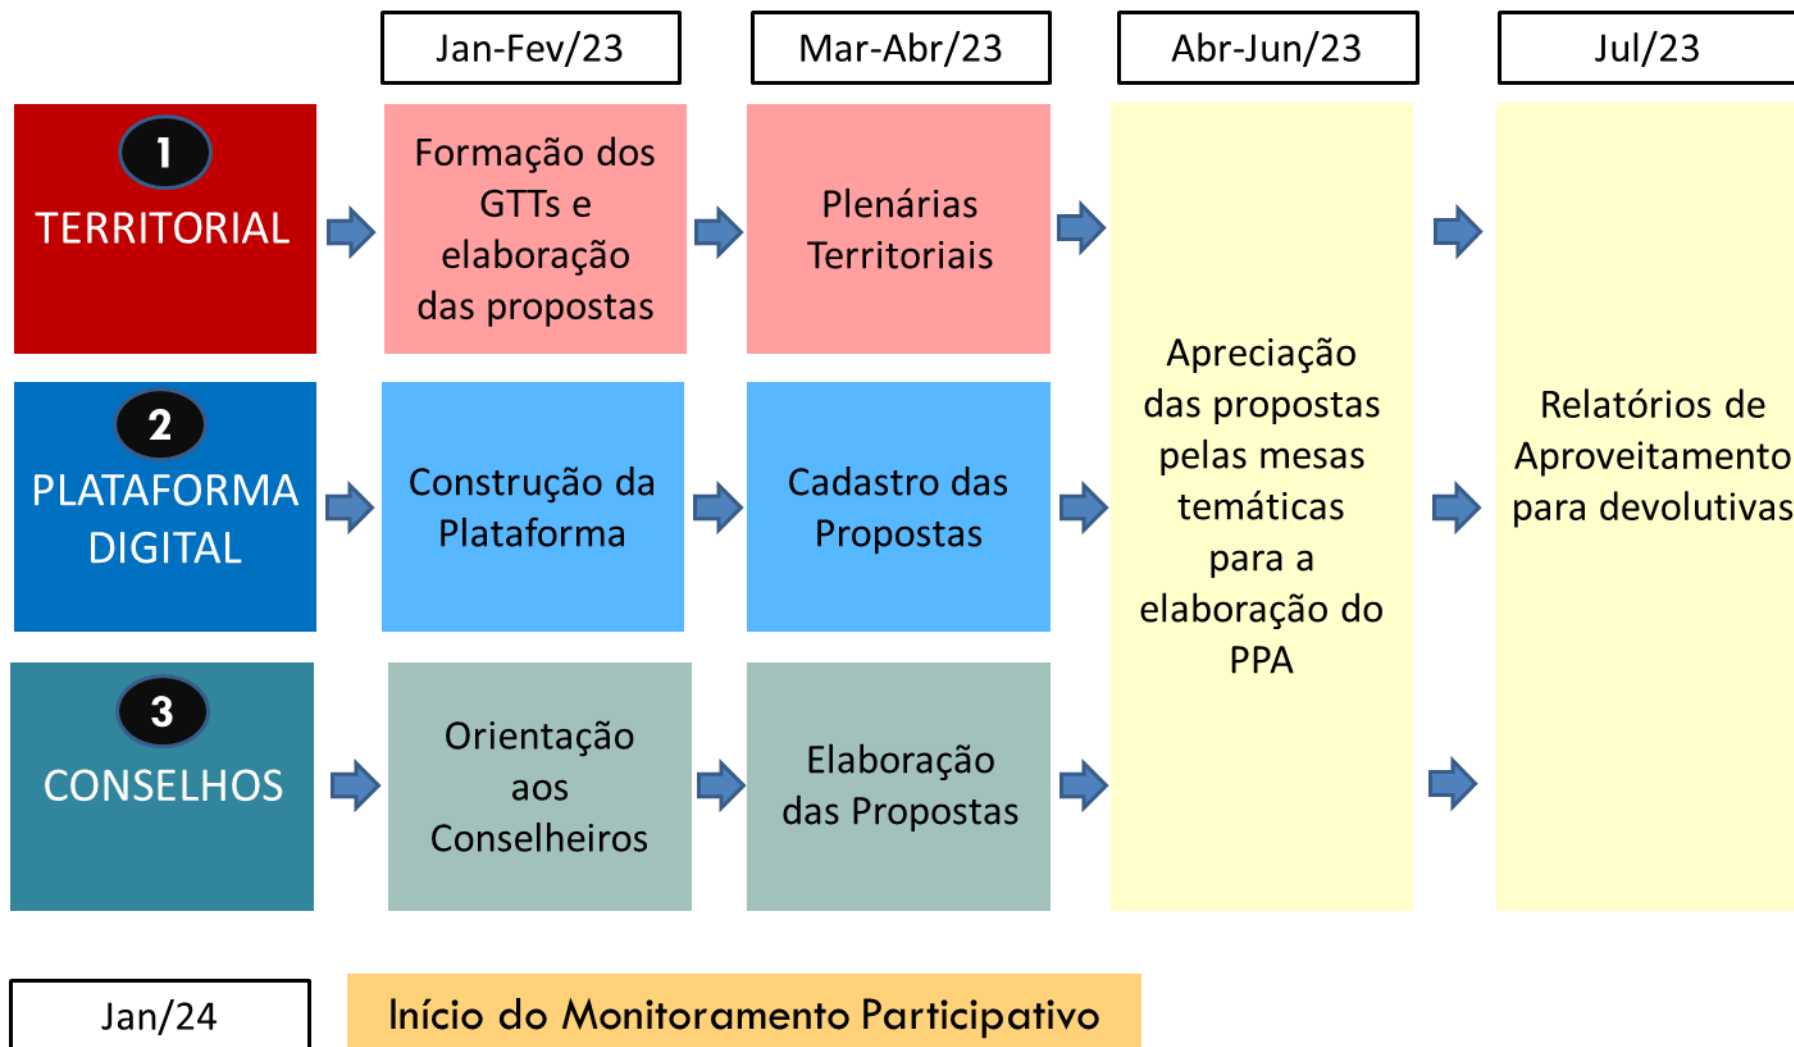 Jan-Fev/23
Mar-Abr/23
Abr-Jun/23
Jul/23
1
TERRITORIAL
Formação dos
GTTs e
elaboração
das propostas
Plenárias
Territoriais
2
PLATAFORMA
DIGITAL
Construção da
Plataforma
Cadastro das
Propostas
3
CONSELHOS
Orientação
aos
Conselheiros
Elaboração
das Propostas
Apreciação
das propostas
pelas mesas
temáticas
para a
elaboração do
PPA
Relatórios de
Aproveitamento
para devolutivas
Jan/24
Início do Monitoramento Participativo